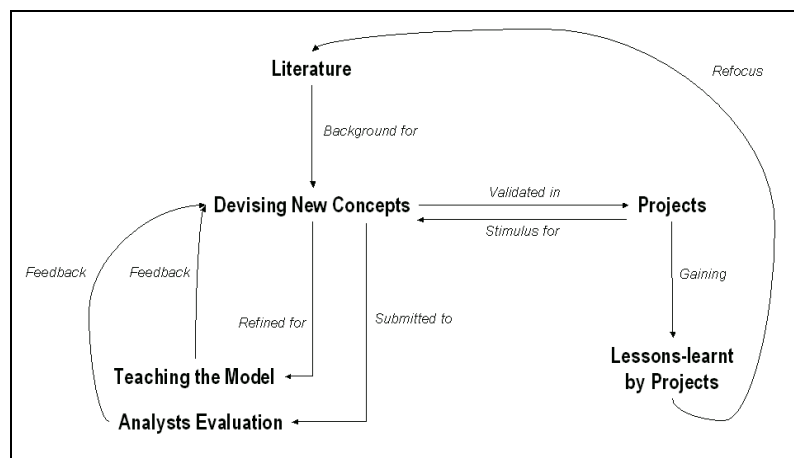 Literature
Refocus
Background for
Devising New Concepts
Validated in
Projects
Stimulus for
Feedback
Feedback
Gaining
Refined for
Submitted to
Lessons-learnt
by Projects
Teaching the Model
Analysts Evaluation